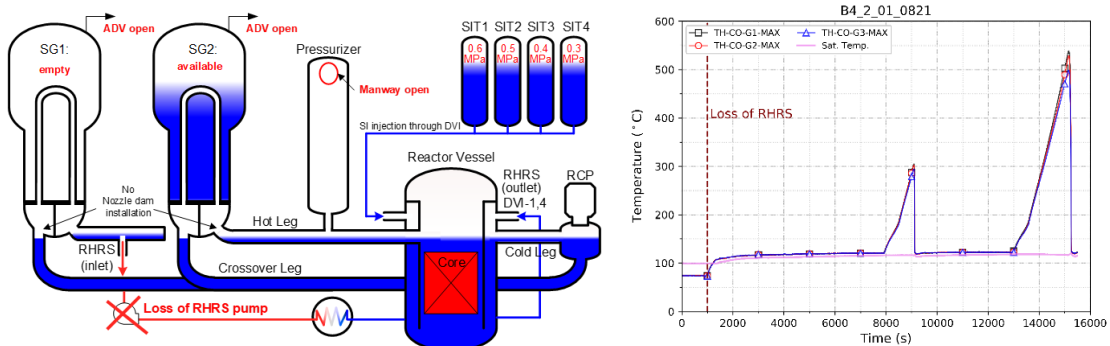 ADV open
ADV open
SG1:
empty
SG2:
available
Pressurizer
Manway open
SIT1 SIT2 SIT3 SIT4
0.6 MPa
0.5 MPa
0.4 MPa
0.3 MPa
SI injection through DVI
Reactor Vessel
RHRS
(outlet)
DVI-1,4
RCP
No
Nozzle dam
installation
Hot Leg
Cold Leg
RHRS
(inlet)
Crossover Leg
Core
Loss of RHRS pump
B4_2_01_0821
TH-CO-G1-MAX
TH-CO-G2-MAX
TH-CO-G3-MAX
Sat. Temp.
Loss of RHRS
Temperature (°C)
600
500
400
300
200
100
0
0 2000 4000 6000 8000 10000 12000 14000 16000
Time (s)